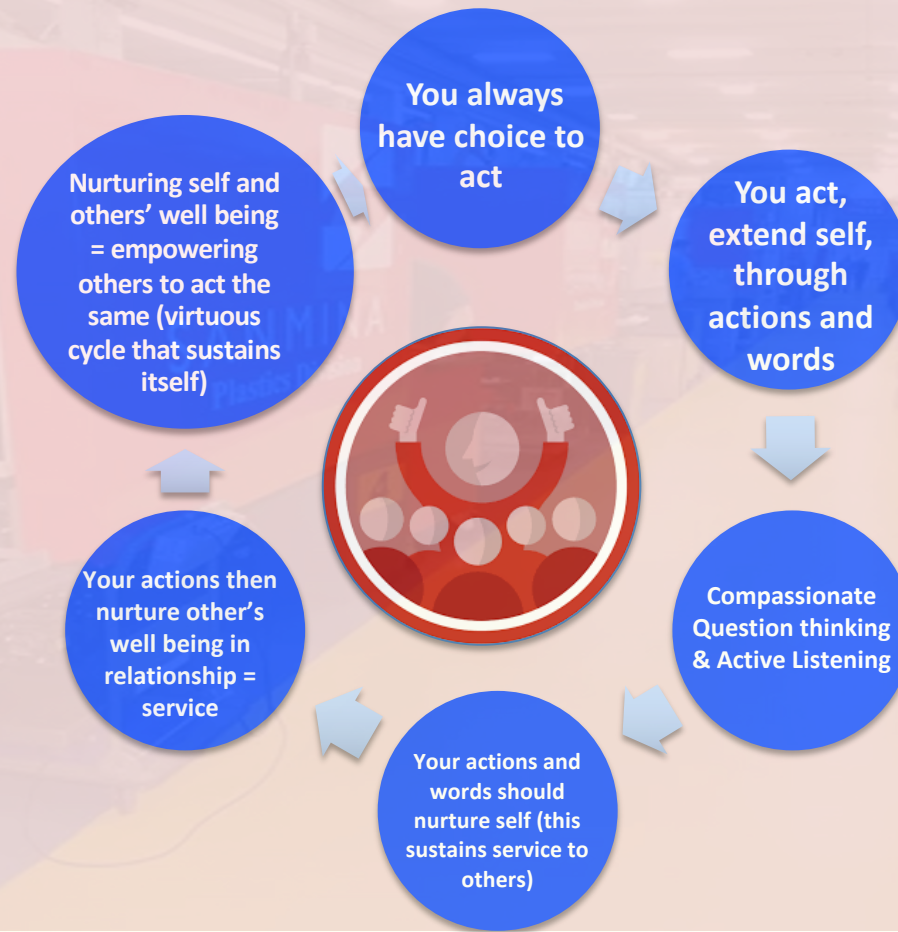 You always
have choice to
act
You act,
extend self,
through
actions and
words
Compassionate
Question thinking
& Active Listening
Your actions and
words should
nurture self (this
sustains service to
others)
Your actions then
nurture other’s
well being in
relationship =
service
Nurturing self and
others’ well being
= empowering
others to act the
same (virtuous
cycle that sustains
itself)
Plastics Division